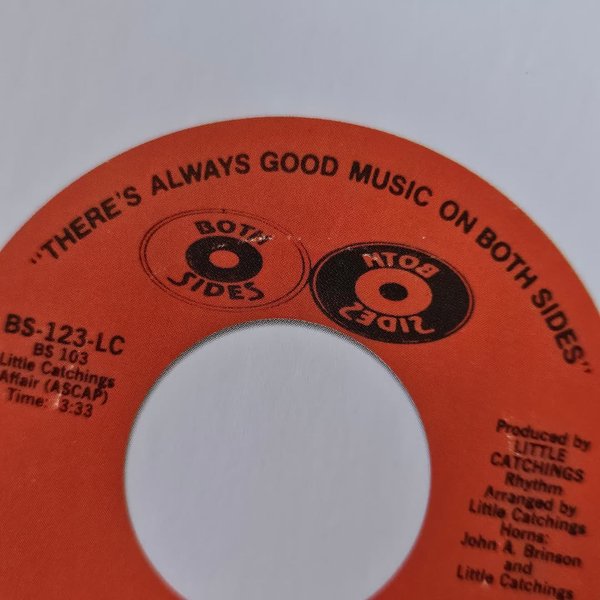 "THERE'S ALWAYS GOOD MUSIC ON BOTH SIDES"
BOTH
SIDES
BOTH
SIDES
BS-123-LC
BS 103
Little Catchings
Affair (ASCAP)
Time: 3:33
Produced by
LITTLE
CATCHINGS
Rhythm
Arranged by
Little Catchings
Horns:
John A. Brinson
and
Little Catchings